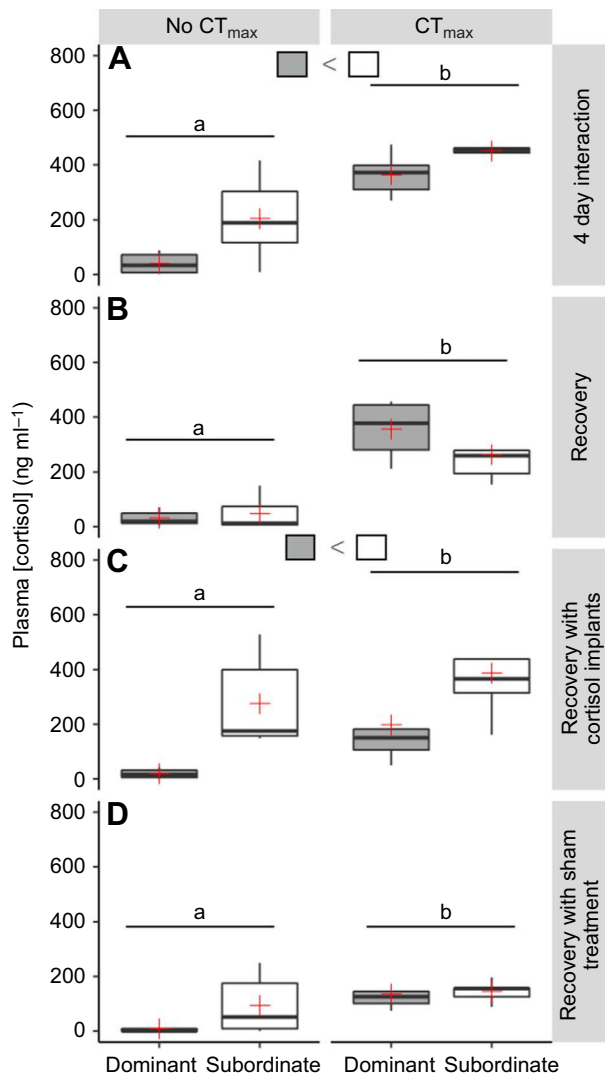 No CTmax
CTmax
A
<
b
a
800
600
400
200
0
4 day interaction
B
b
a
800
600
400
200
0
Recovery
C
<
b
a
800
600
400
200
0
Recovery with
cortisol implants
D
a
b
800
600
400
200
0
Recovery with sham
treatment
Plasma [cortisol] (ng ml–1)
Dominant Subordinate
Dominant Subordinate